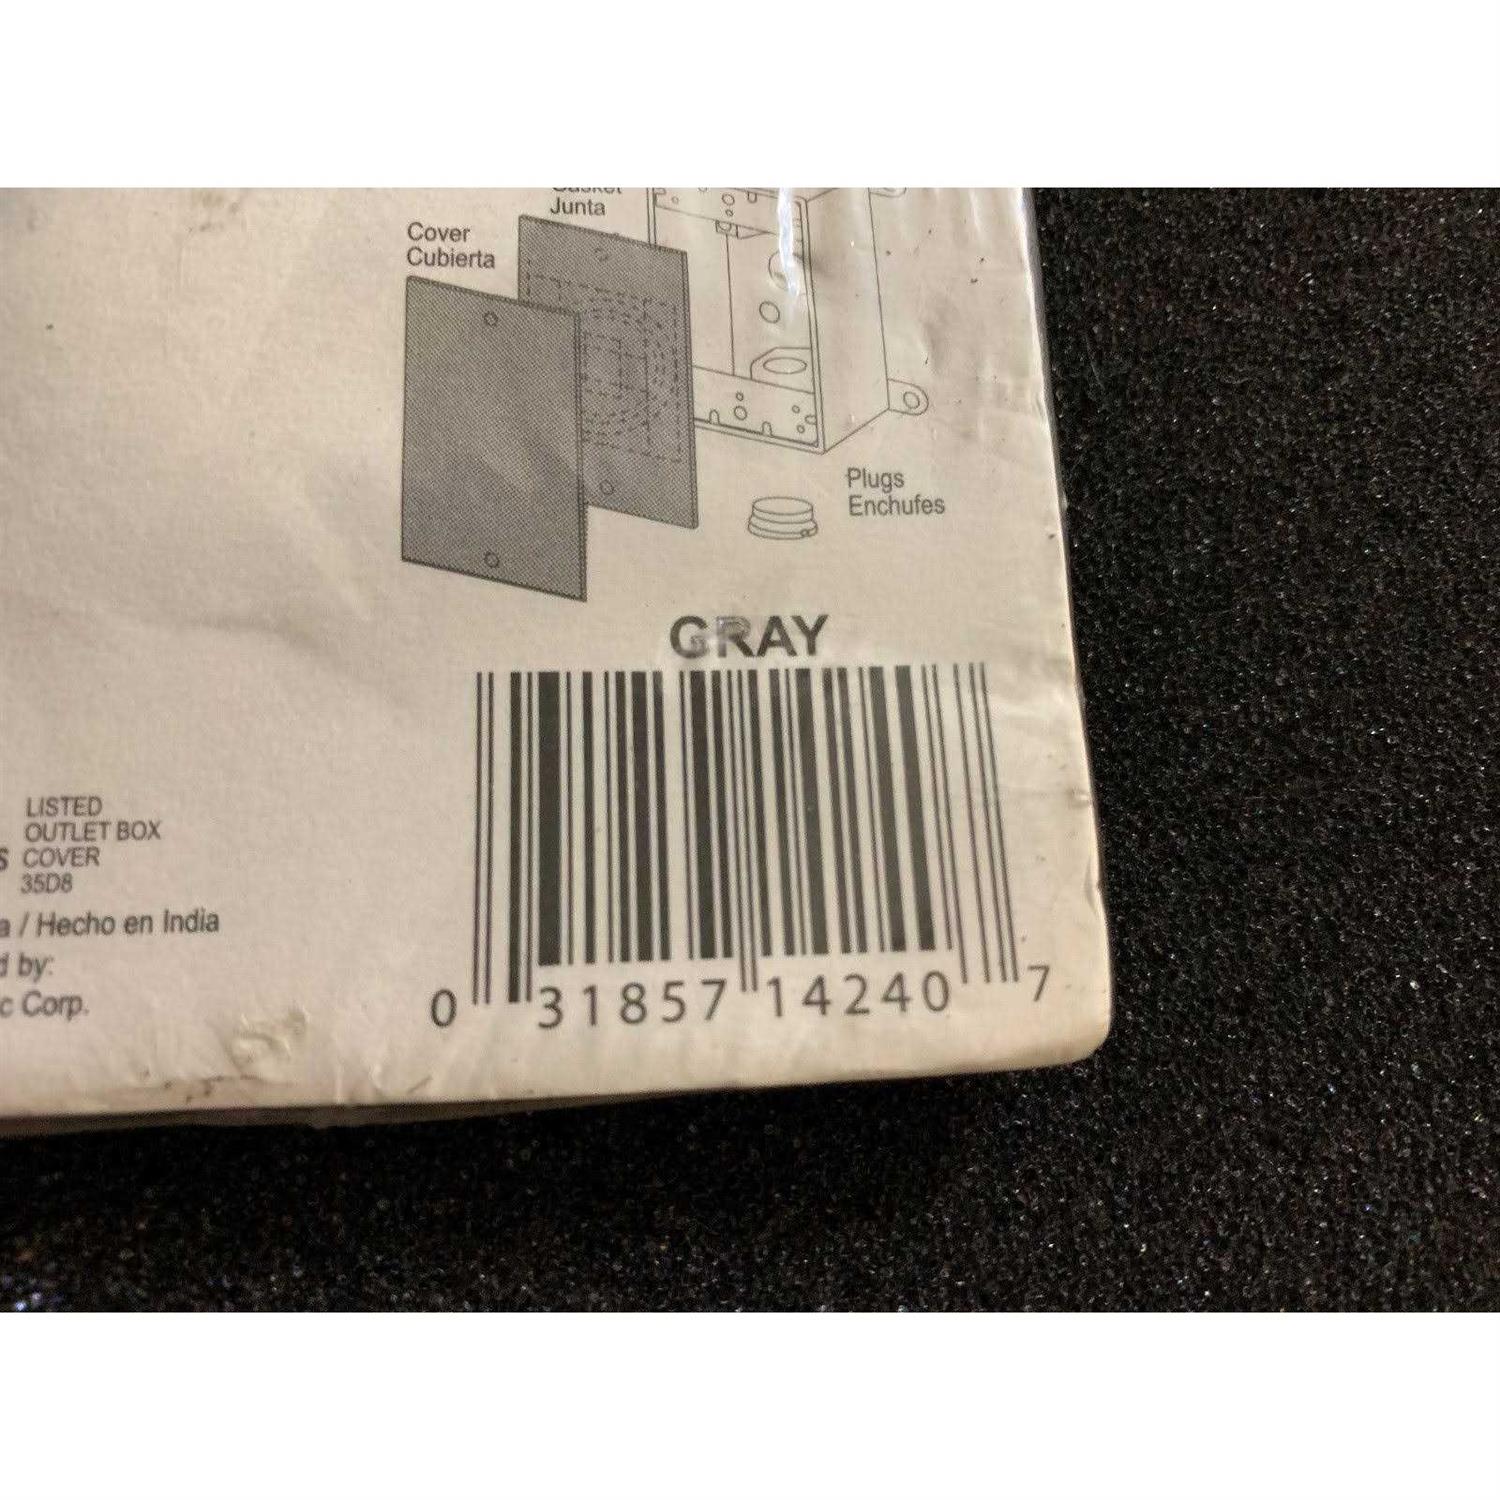 Junta
Cover
Cubierta
Plugs
Enchufes
GRAY
LISTED
OUTLET BOX
S COVER
35D8
a / Hecho en India
d by:
c Corp.
0 31857 14240 7